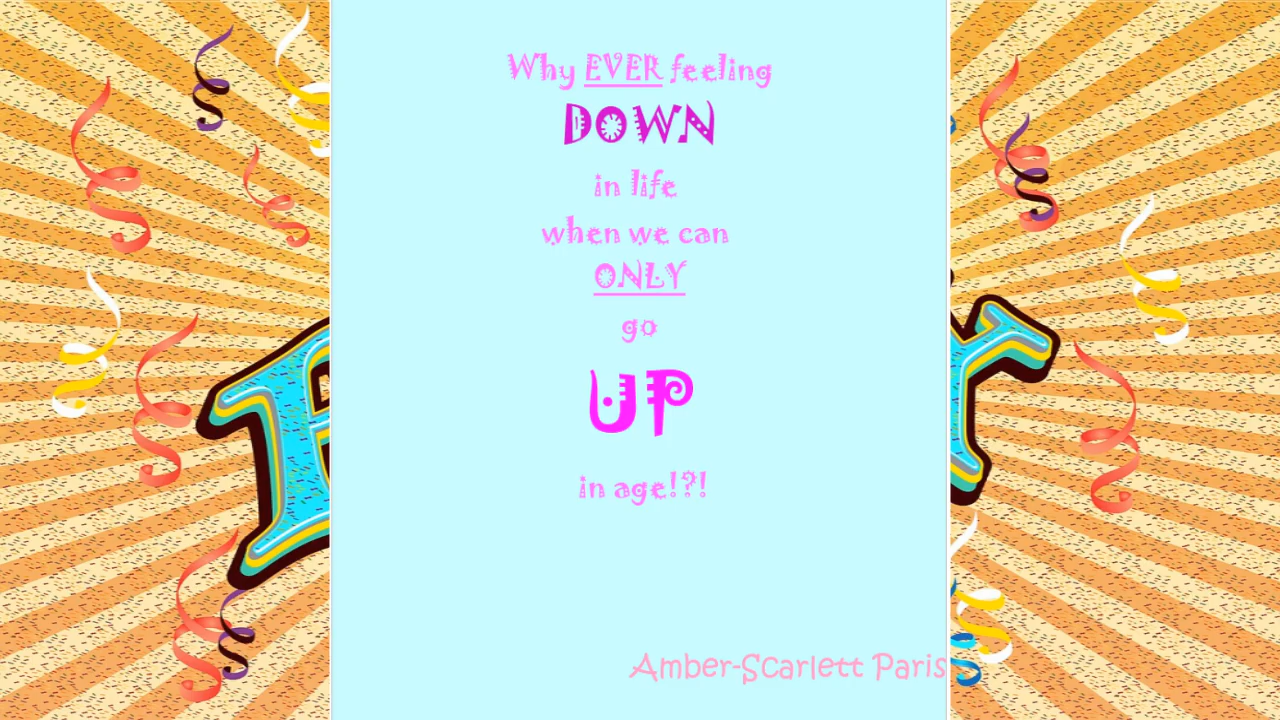 Why EVER feeling
DOWN
in life
when we can
ONLY
go
UP
in age!?!
Amber-Scarlett Paris